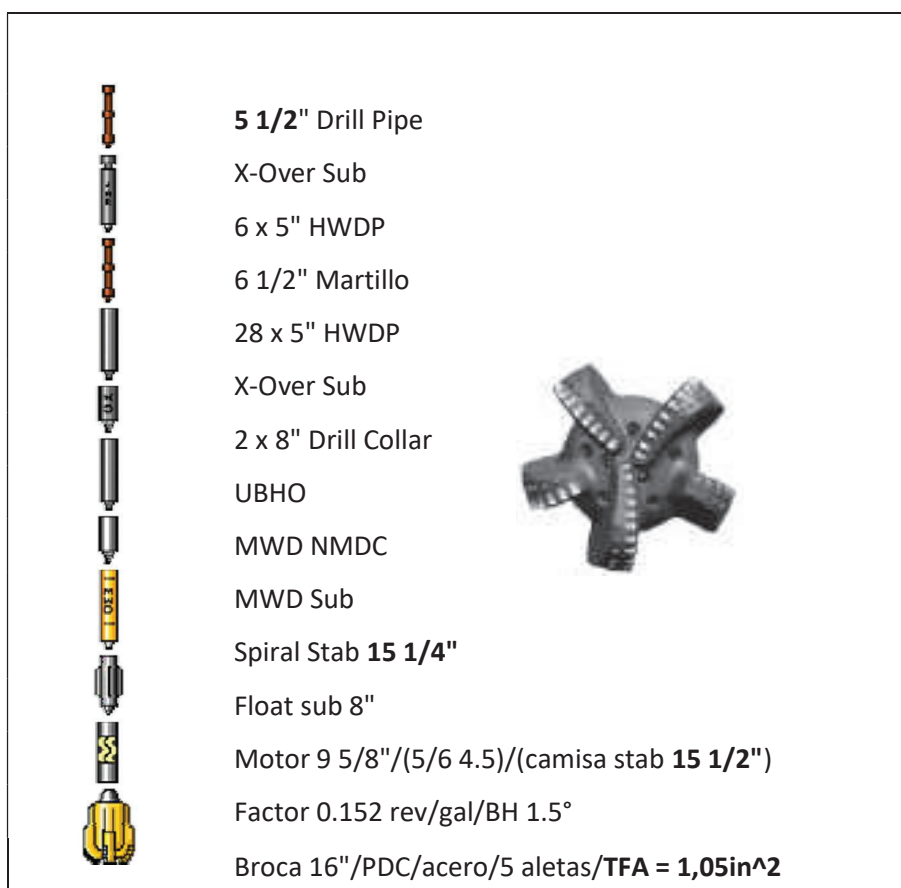 5 1/2" Drill Pipe
X-Over Sub
6 x 5" HWDP
6 1/2" Martillo
28 x 5" HWDP
X-Over Sub
2 x 8" Drill Collar
UBHO
MWD NMDC
MWD Sub
Spiral Stab 15 1/4"
Float sub 8"
Motor 9 5/8"/(5/6 4.5)/(camisa stab 15 1/2")
Factor 0.152 rev/gal/BH 1.5°
Broca 16"/PDC/acero/5 aletas/TFA = 1,05in^2